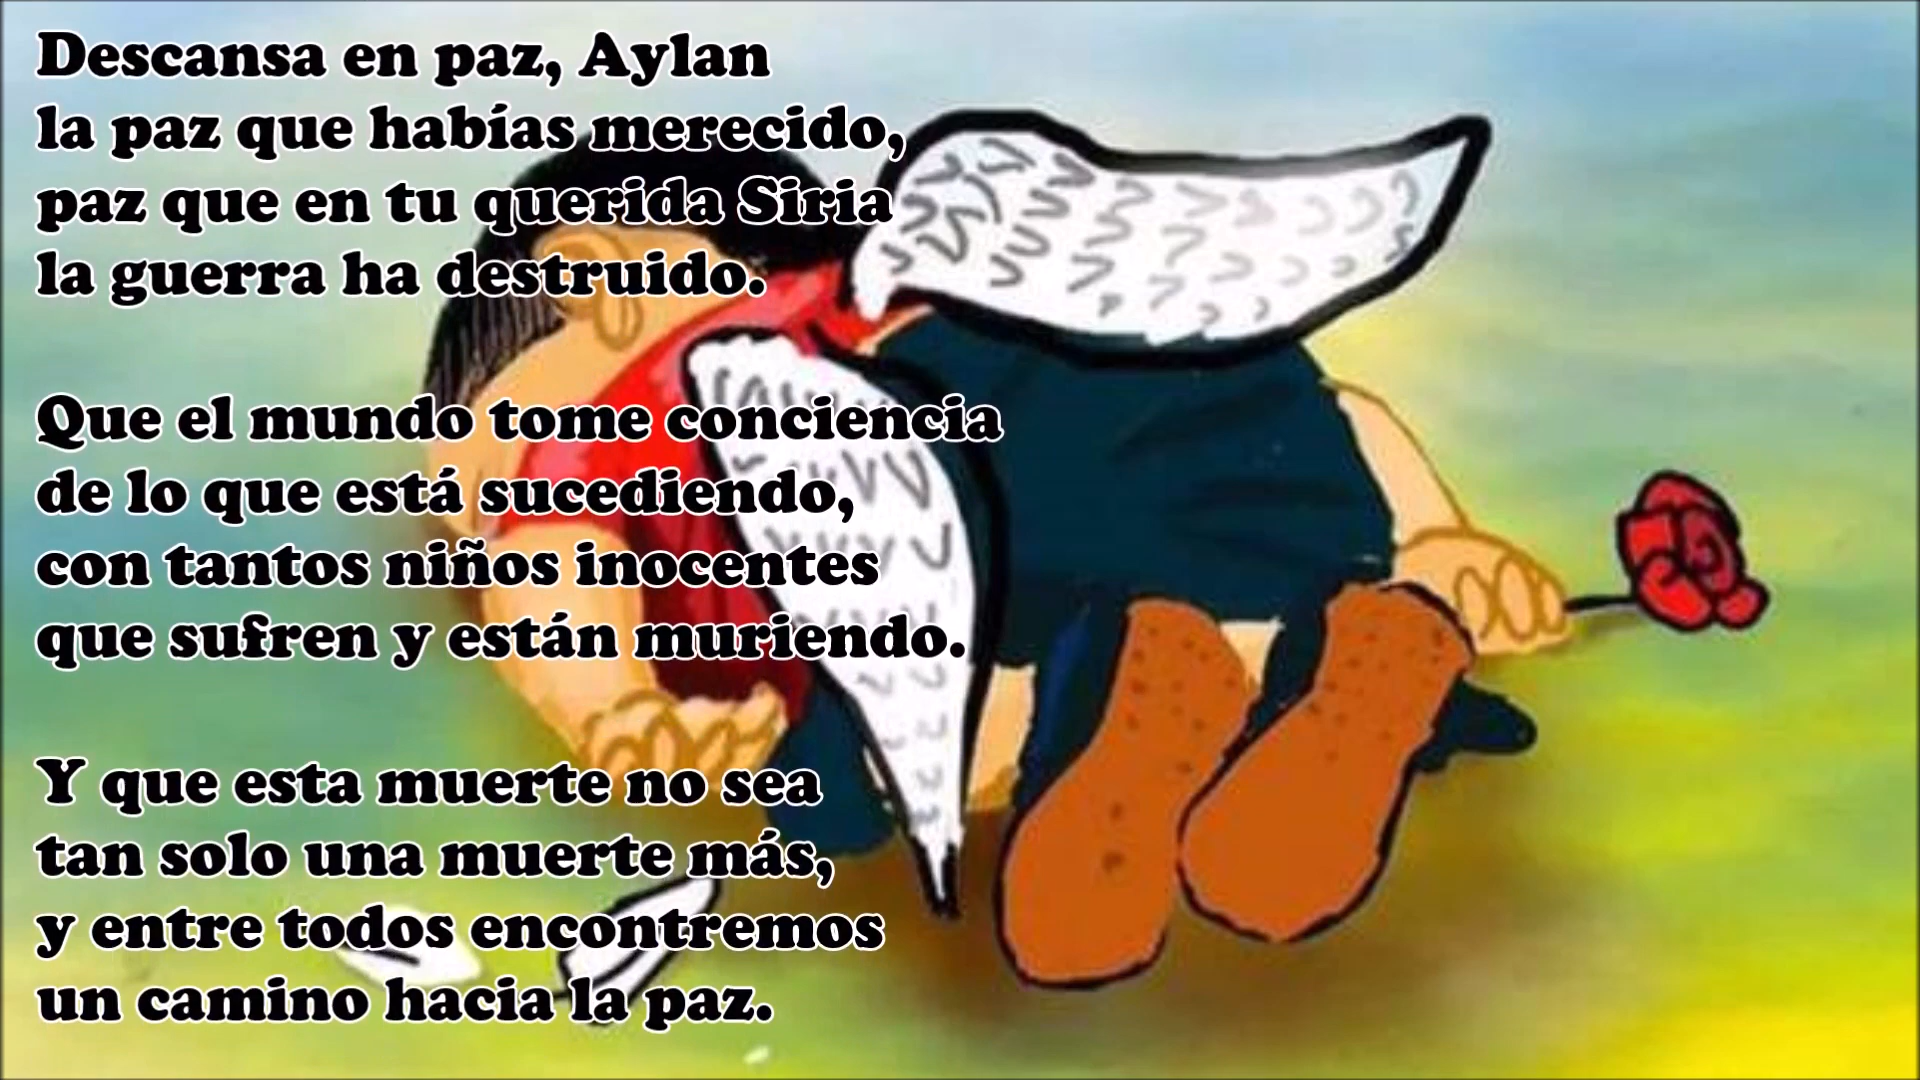 Descansa en paz, Aylan
la paz que habías merecido,
paz que en tu querida Siria
la guerra ha destruido.
Que el mundo tome conciencia
de lo que está sucediendo,
con tantos niños inocentes
que sufren y están muriendo.
Y que esta muerte no sea
tan solo una muerte más,
y entre todos encontremos
un camino hacia la paz.